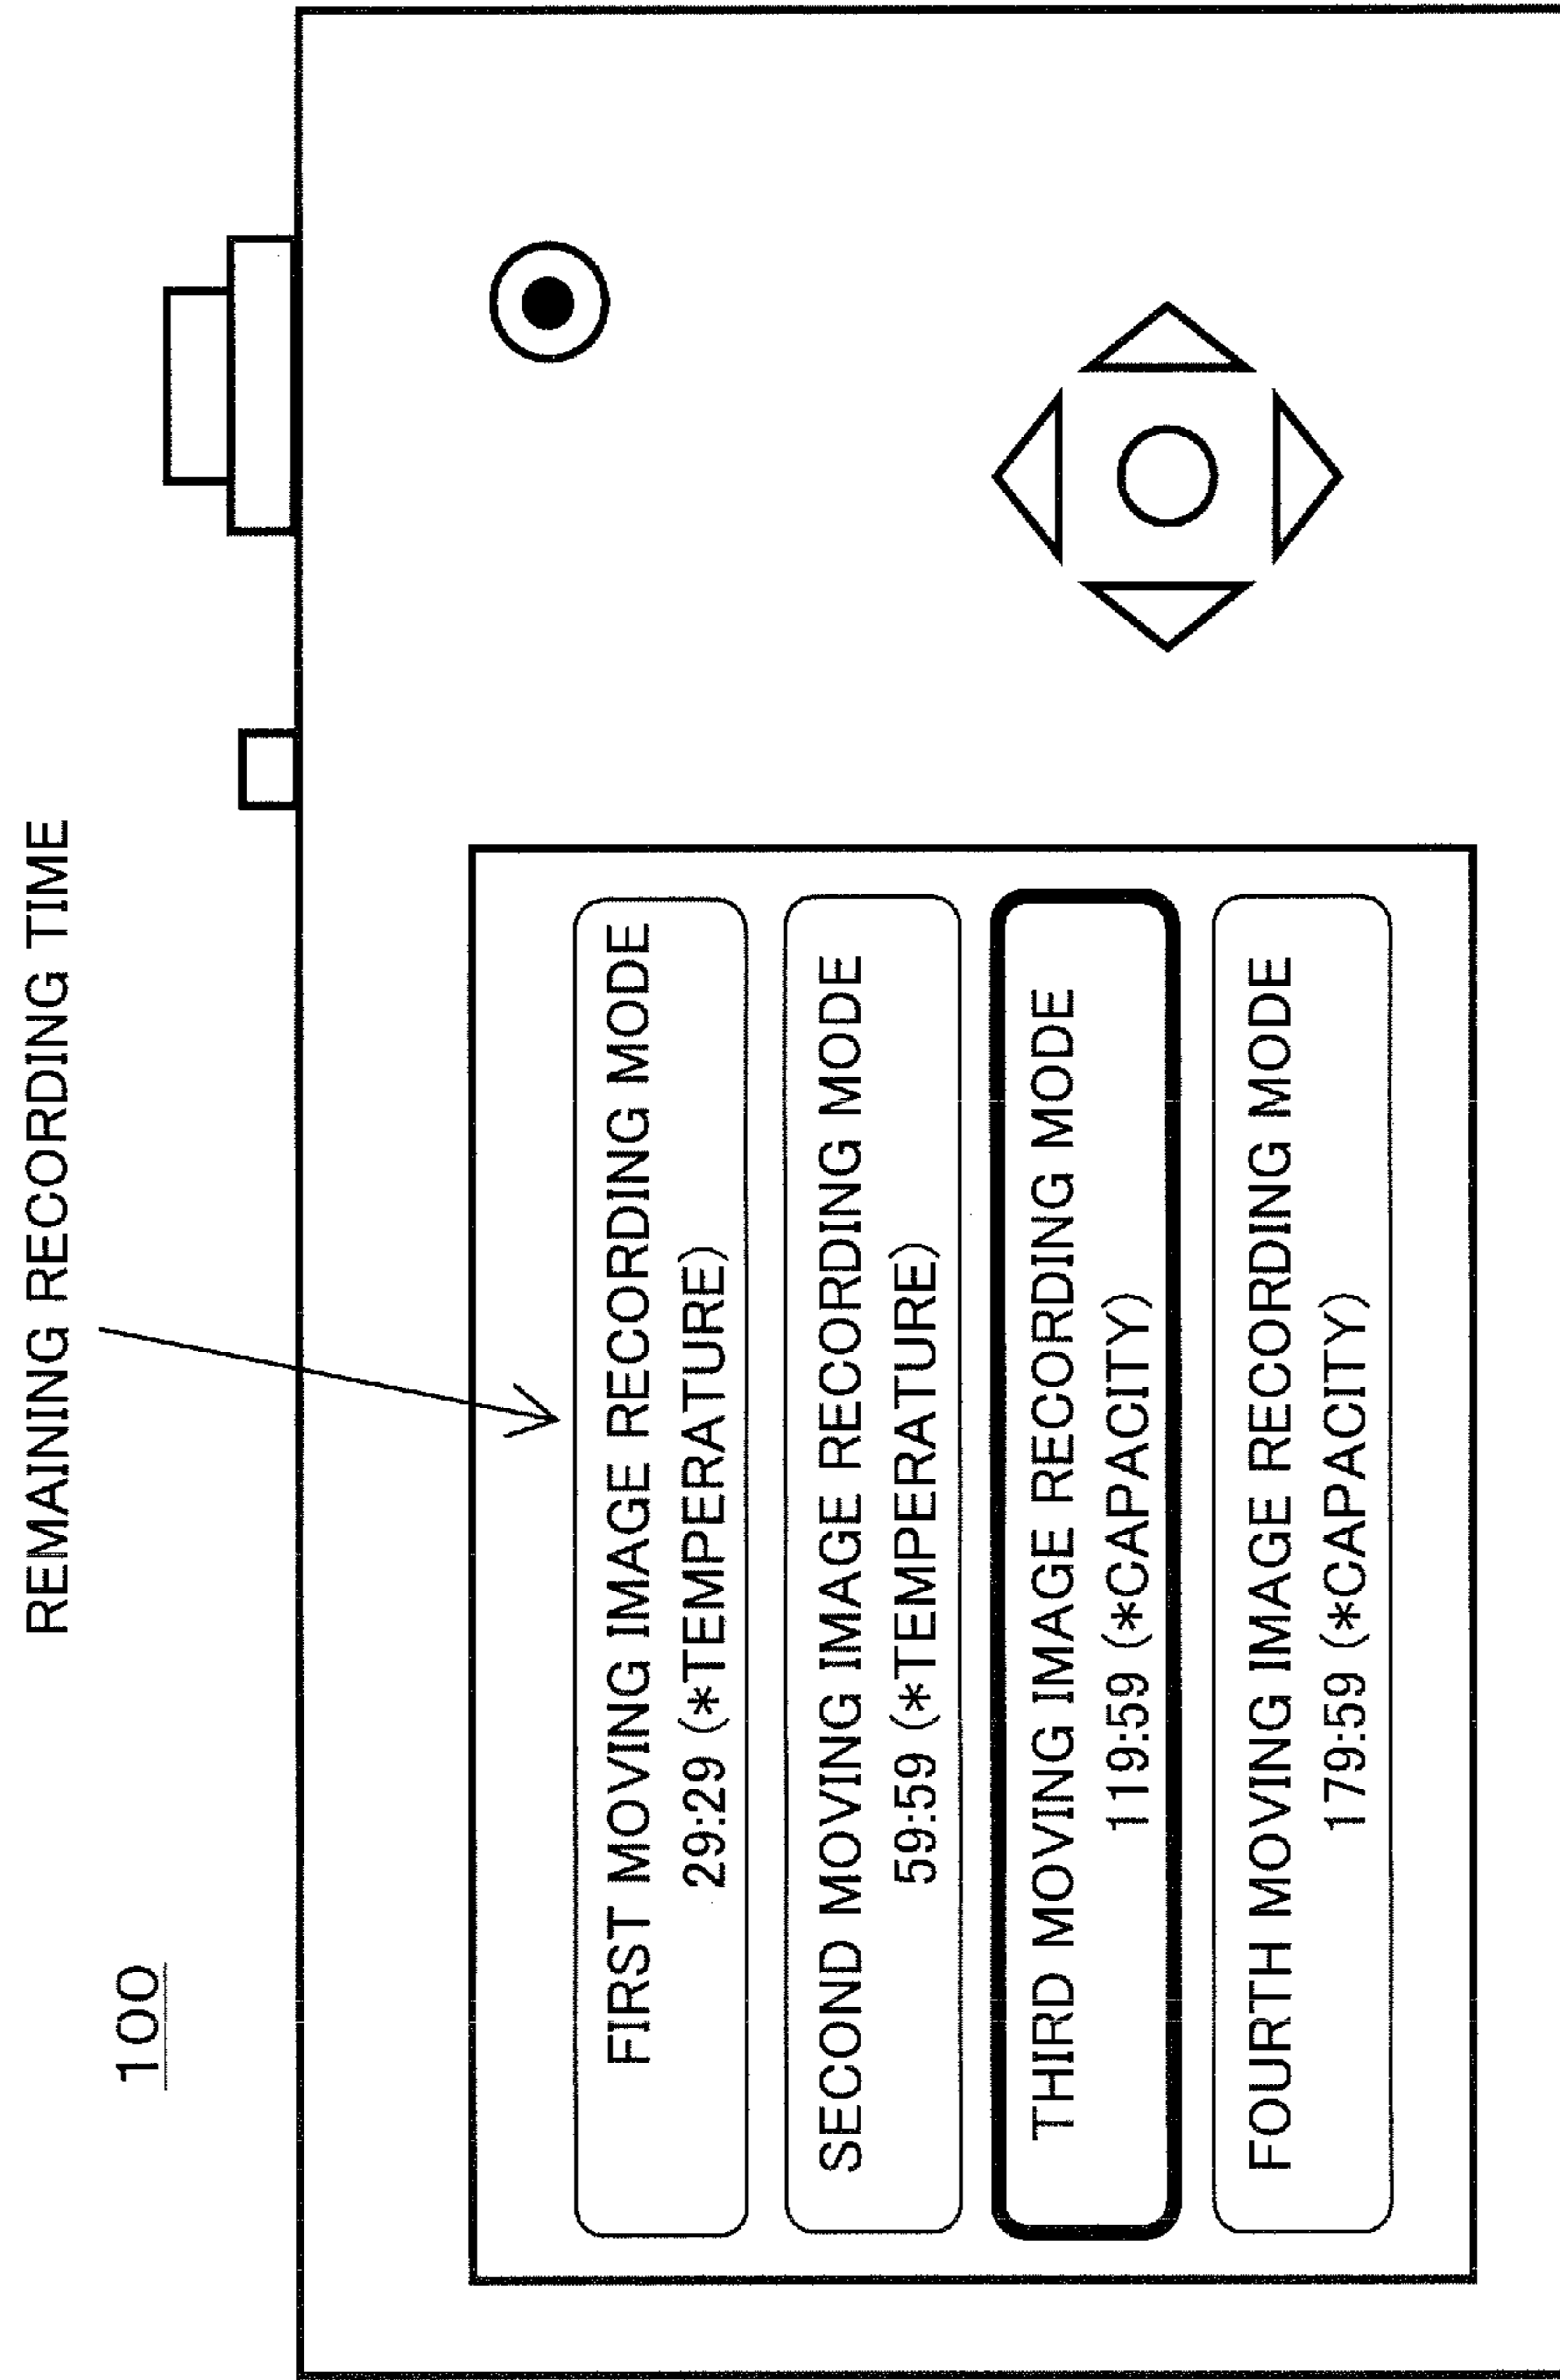 100
REMAINING RECORDING TIME
FIRST MOVING IMAGE RECORDING MODE
29:29 (*TEMPERATURE)
SECOND MOVING IMAGE RECORDING MODE
59:59 (*TEMPERATURE)
THIRD MOVING IMAGE RECORDING MODE
119:59 (*CAPACITY)
FOURTH MOVING IMAGE RECORDING MODE
179:59 (*CAPACITY)